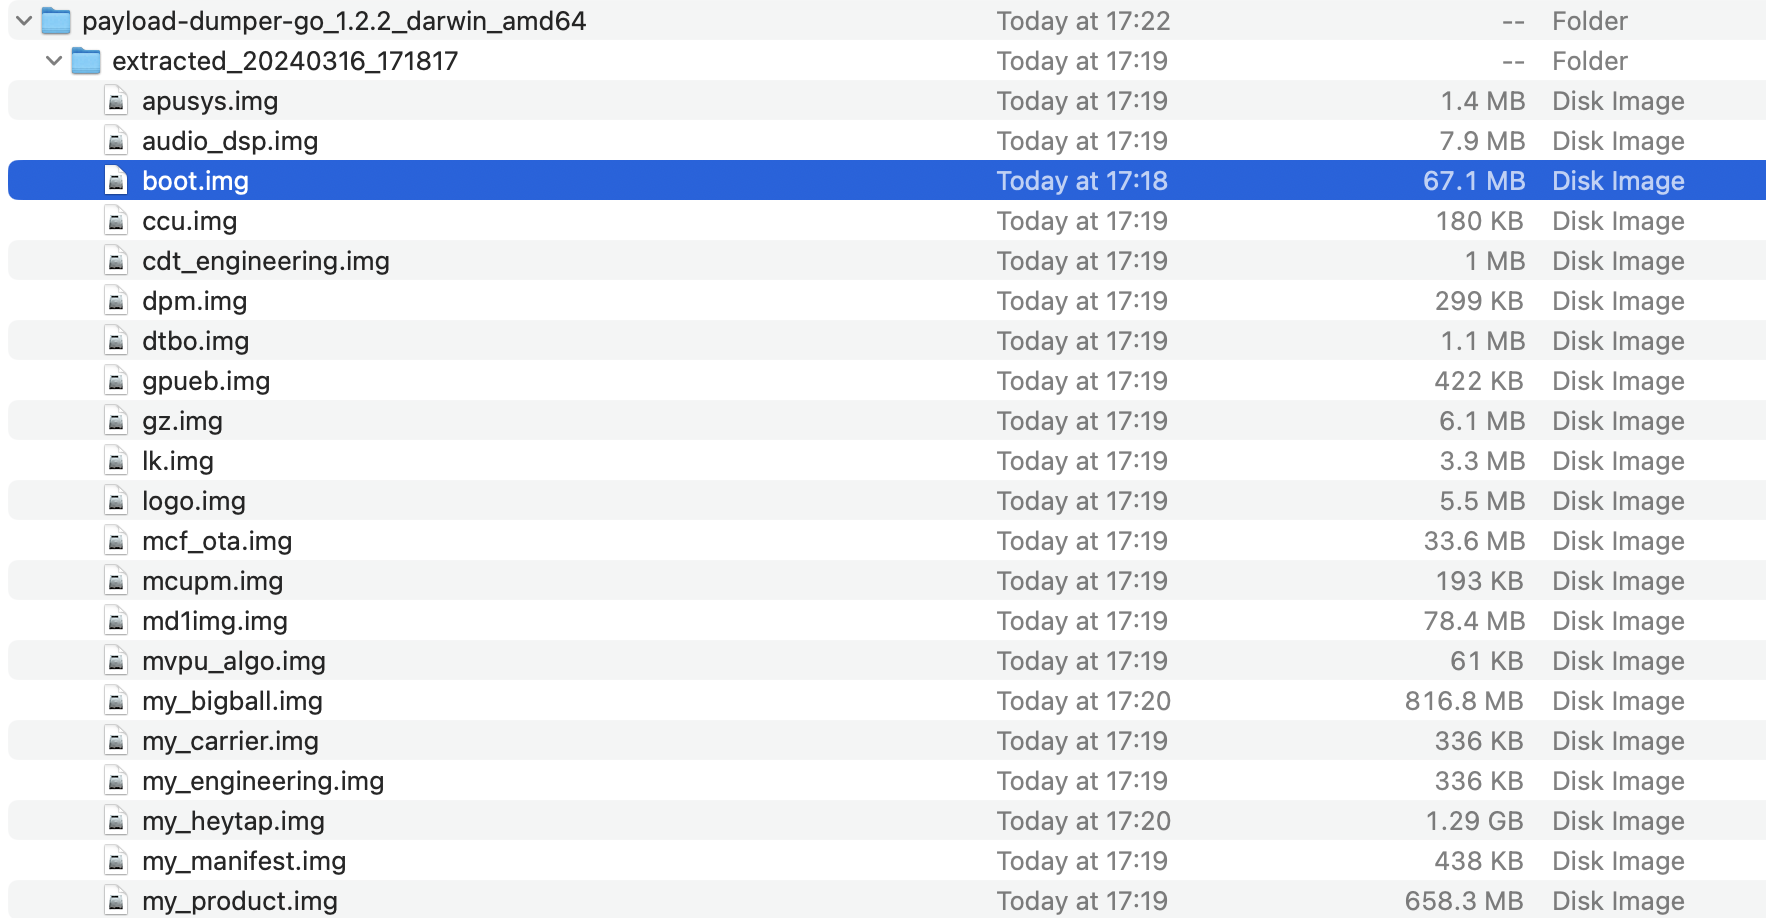 payload-dumper-go_1.2.2_darwin_amd64 Today at 17:22 -- Folder
extracted_20240316_171817 Today at 17:19 -- Folder
apusys.img Today at 17:19 1.4 MB Disk Image
audio_dsp.img Today at 17:19 7.9 MB Disk Image
boot.img Today at 17:18 67.1 MB Disk Image
ccu.img Today at 17:19 180 KB Disk Image
cdt_engineering.img Today at 17:19 1 MB Disk Image
dpm.img Today at 17:19 299 KB Disk Image
dtbo.img Today at 17:19 1.1 MB Disk Image
gpueb.img Today at 17:19 422 KB Disk Image
gz.img Today at 17:19 6.1 MB Disk Image
lk.img Today at 17:19 3.3 MB Disk Image
logo.img Today at 17:19 5.5 MB Disk Image
mcf_ota.img Today at 17:19 33.6 MB Disk Image
mcupm.img Today at 17:19 193 KB Disk Image
md1img.img Today at 17:19 78.4 MB Disk Image
mvpu_algo.img Today at 17:19 61 KB Disk Image
my_bigball.img Today at 17:20 816.8 MB Disk Image
my_carrier.img Today at 17:19 336 KB Disk Image
my_engineering.img Today at 17:19 336 KB Disk Image
my_heytap.img Today at 17:20 1.29 GB Disk Image
my_manifest.img Today at 17:19 438 KB Disk Image
my_product.img Today at 17:19 658.3 MB Disk Image